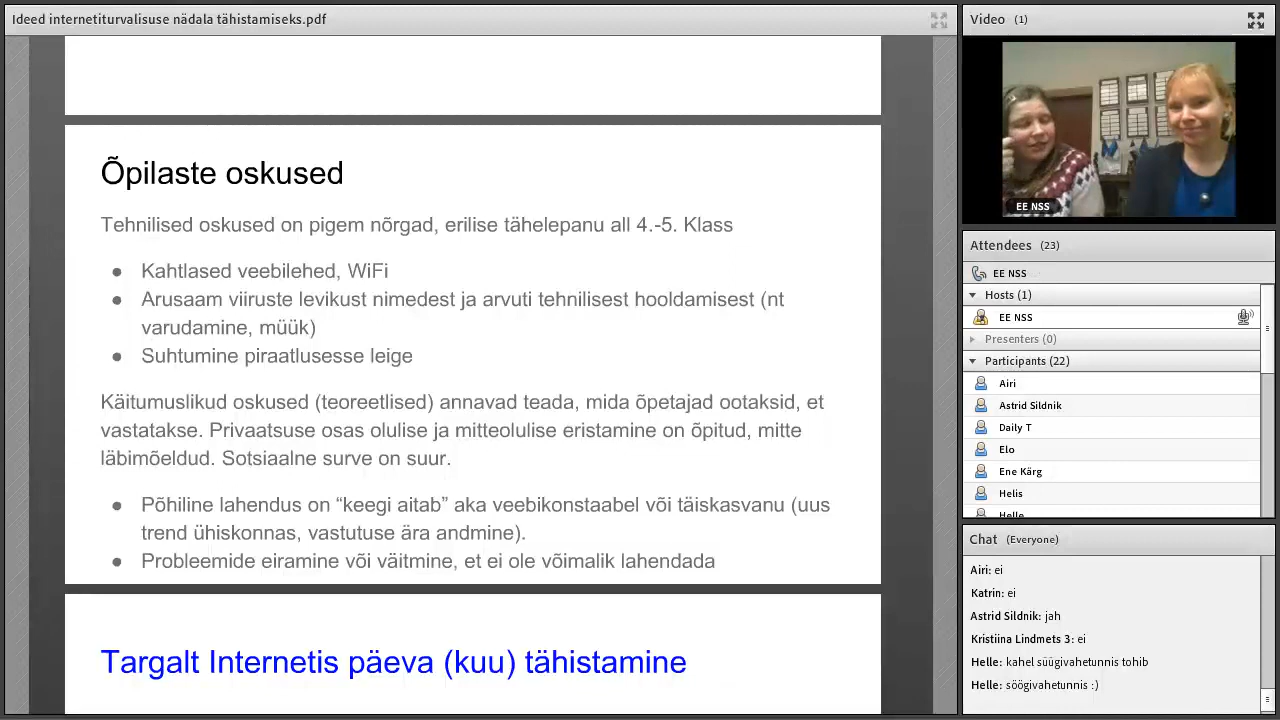 Ideed internetiturvalisuse nädala tähistamiseks.pdf
Õpilaste oskused
Tehnilised oskused on pigem nõrgad, erilise tähelepanu all 4.-5. Klass
● Kahtlased veebilehed, WiFi
● Arusaam viiruste levikust nimedest ja arvuti tehnilisest hooldamisest (nt
varudamine, müük)
● Suhtumine piraatlusesse leige
Käitumuslikud oskused (teoreetlised) annavad teada, mida õpetajad ootaksid, et
vastatakse. Privaatsuse osas olulise ja mitteolulise eristamine on õpitud, mitte
läbimõeldud. Sotsiaalne surve on suur.
● Põhiline lahendus on “keegi aitab” aka veebikonstaabel või täiskasvanu (uus
trend ühiskonnas, vastutuse ära andmine).
● Probleemide eiramine või väitmine, et ei ole võimalik lahendada
Targalt Internetis päeva (kuu) tähistamine
Video (1)
EE NSS
Attendees (23)
EE NSS
Hosts (1)
EE NSS
Presenters (0)
Participants (22)
Airi
Astrid Sildnik
Daily T
Elo
Ene Kärg
Helis
Helle
Chat (Everyone)
Airi: ei
Katrin: ei
Astrid Sildnik: jah
Kristiina Lindmets 3: ei
Helle: kahel süügivahetunnis tohib
Helle: söögivahetunnis :)